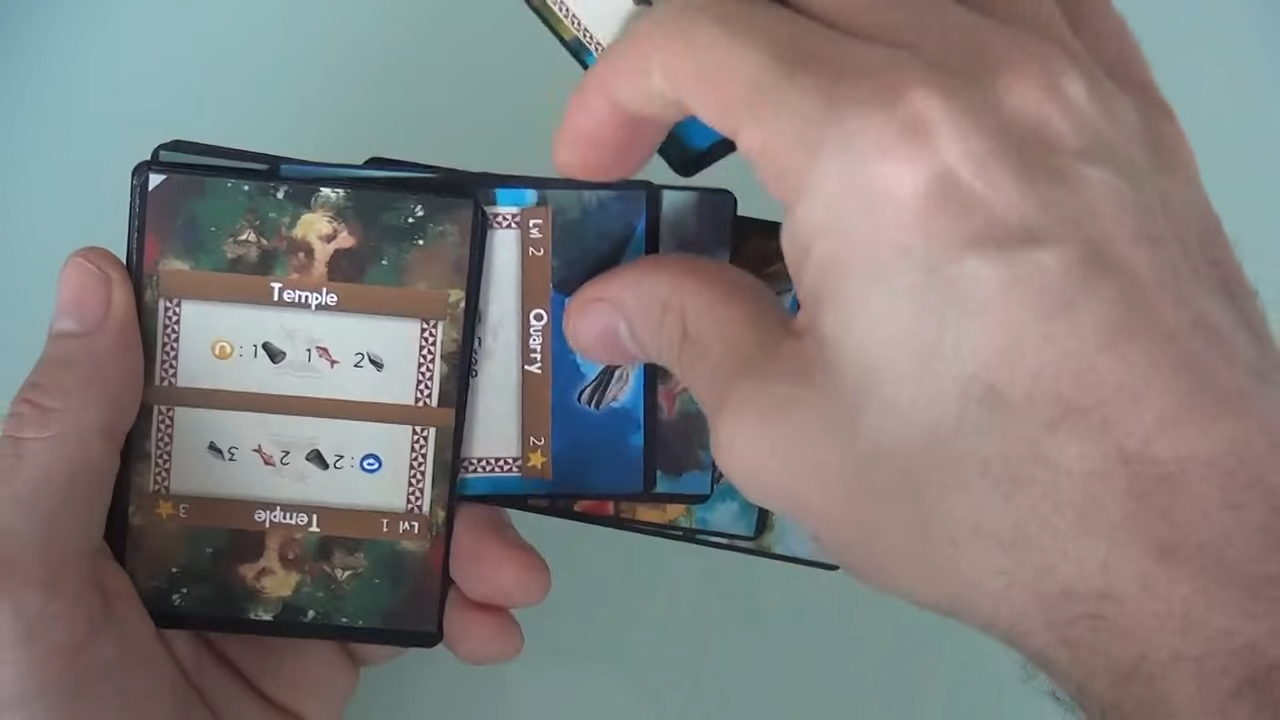 Temple
: 1 1 2
3 2 :2
3 Temple Lvl 1
Lvl 2 Quarry 2